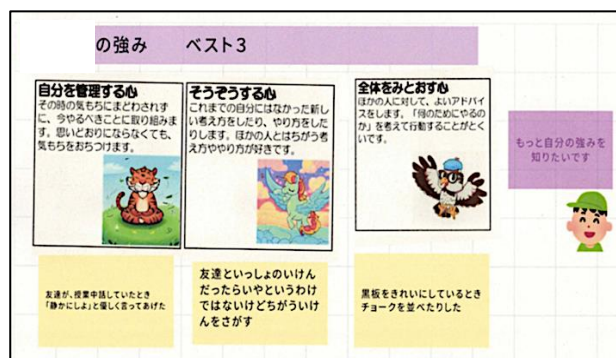 の強み　ベスト３
自分を管理する心
その時の気もちにまどわされず
に、今やるべきことに取り組みま
す。思いどおりにならなくても、
気もちをおちつけます。
そうぞうする心
これまでの自分にはなかった新し
い考え方をしたり、やり方をした
りします。ほかの人とはちがう考
え方ややり方が好きです。
全体をみとおす心
ほかの人に対して、よいアドバイ
スをします。「何のためにやるの
か」を考えて行動することがとく
いです。
もっと自分の強みを
知りたいです
友達が、授業中話していたとき
「静かにしよ」と優しく言ってあげた
友達といっしょのいけん
だったらいやというわけ
ではないけどちがういけ
んをさがす
黒板をきれいにしているとき
チョークを並べたりした